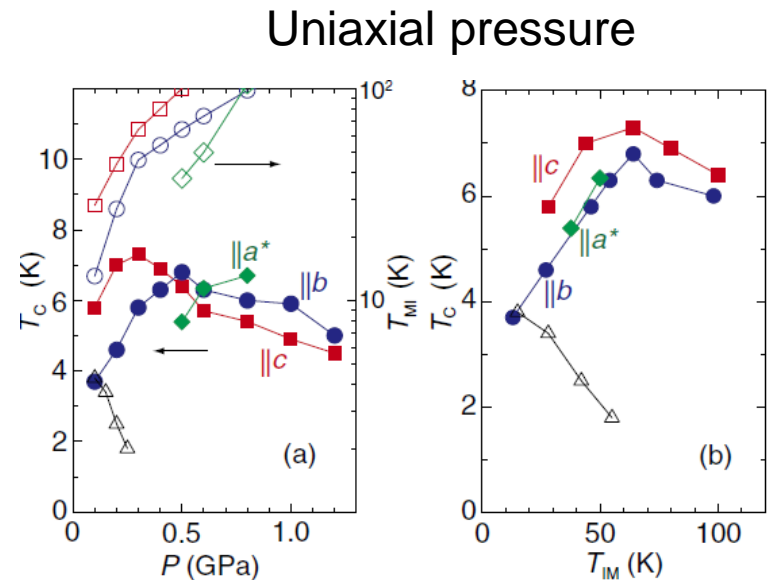 Uniaxial pressure
10
8
6
4
2
0
T_C (K)
0 0.5 1.0
P (GPa)
10^2
10
T_MI (K)
||a*
||b
||c
(a)
8
6
4
2
0
T_C (K)
0 50 100
T_IM (K)
||c
||a*
||b
(b)